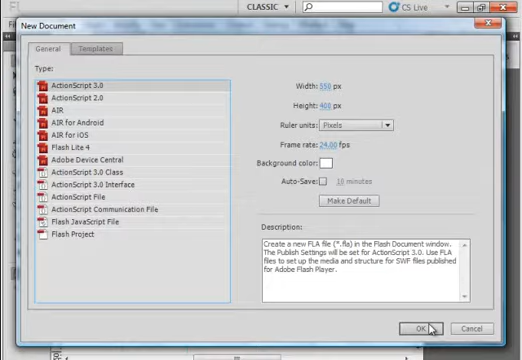 Fl
CLASSIC
CS Live
New Document
General
Templates
Type:
ActionScript 3.0
ActionScript 2.0
AIR
AIR for Android
AIR for iOS
Flash Lite 4
Adobe Device Central
ActionScript 3.0 Class
ActionScript 3.0 Interface
ActionScript File
ActionScript Communication File
Flash JavaScript File
Flash Project
Width: 550 px
Height: 400 px
Ruler units: Pixels
Frame rate: 24.00 fps
Background color:
Auto-Save: 10 minutes
Make Default
Description:
Create a new FLA file (*.fla) in the Flash Document window.
The Publish Settings will be set for ActionScript 3.0. Use FLA
files to set up the media and structure for SWF files published
for Adobe Flash Player.
OK
Cancel